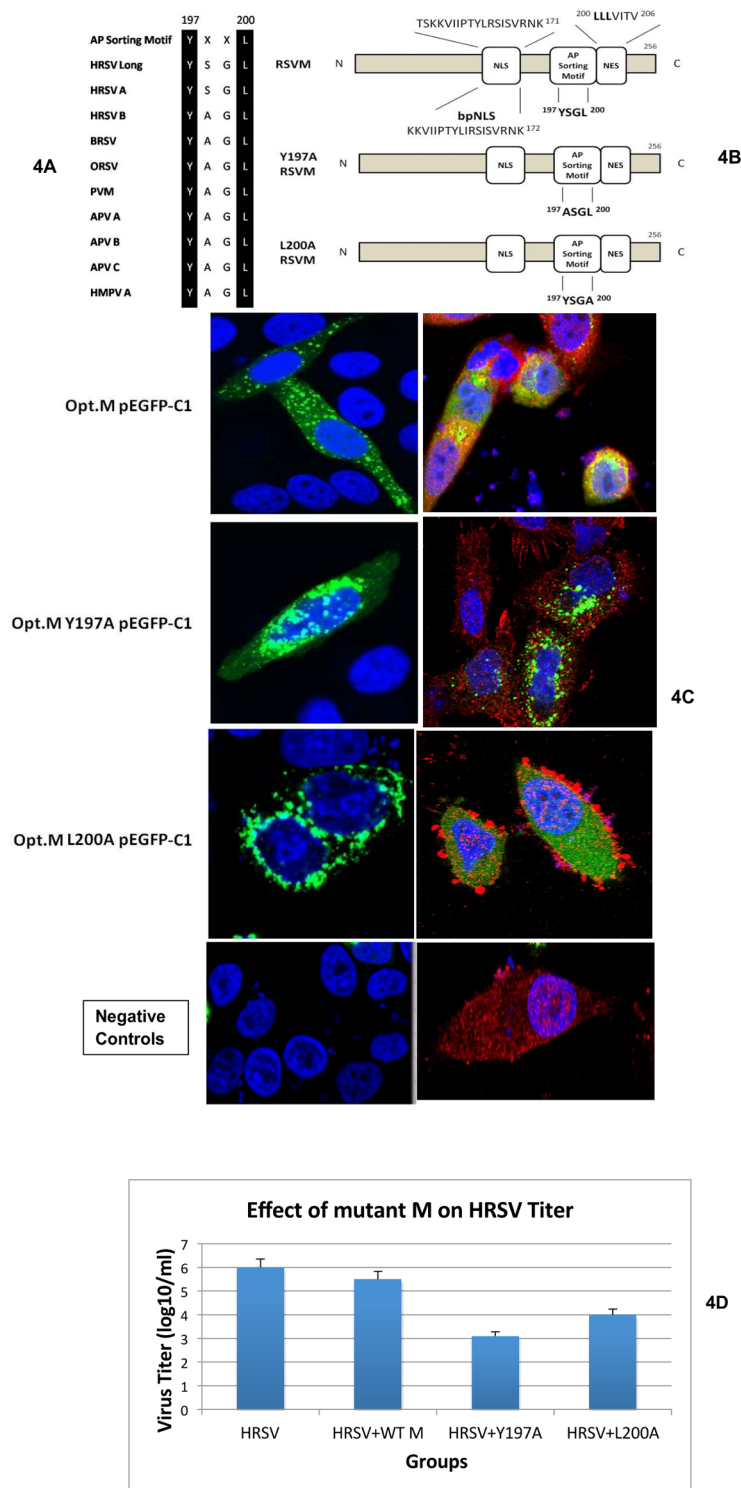 197 200
AP Sorting Motif Y X X L
HRSV Long Y S G L
HRSV A Y S G L
HRSV B Y A G L
BRSV Y A G L
ORSV Y A G L
PVM Y A G L
APV A Y A G L
APV B Y A G L
APV C Y A G L
HMPV A Y A G L
4A
TSKKVIIPTYLRSISVRNK 171
200 LLLVITV 206
RSVM N NLS AP Sorting Motif NES 256 C
bpNLS
KKVIIPTYLIRSISVRNK 172
197 YSGL 200
Y197A RSVM N NLS AP Sorting Motif NES 256 C
197 ASGL 200
L200A RSVM N NLS AP Sorting Motif NES 256 C
197 YSGA 200
4B
Opt.M pEGFP-C1
Opt.M Y197A pEGFP-C1
4C
Opt.M L200A pEGFP-C1
Negative
Controls
Effect of mutant M on HRSV Titer
Virus Titer (log10/ml)
7
6
5
4
3
2
1
0
HRSV HRSV+WT M HRSV+Y197A HRSV+L200A
Groups
4D